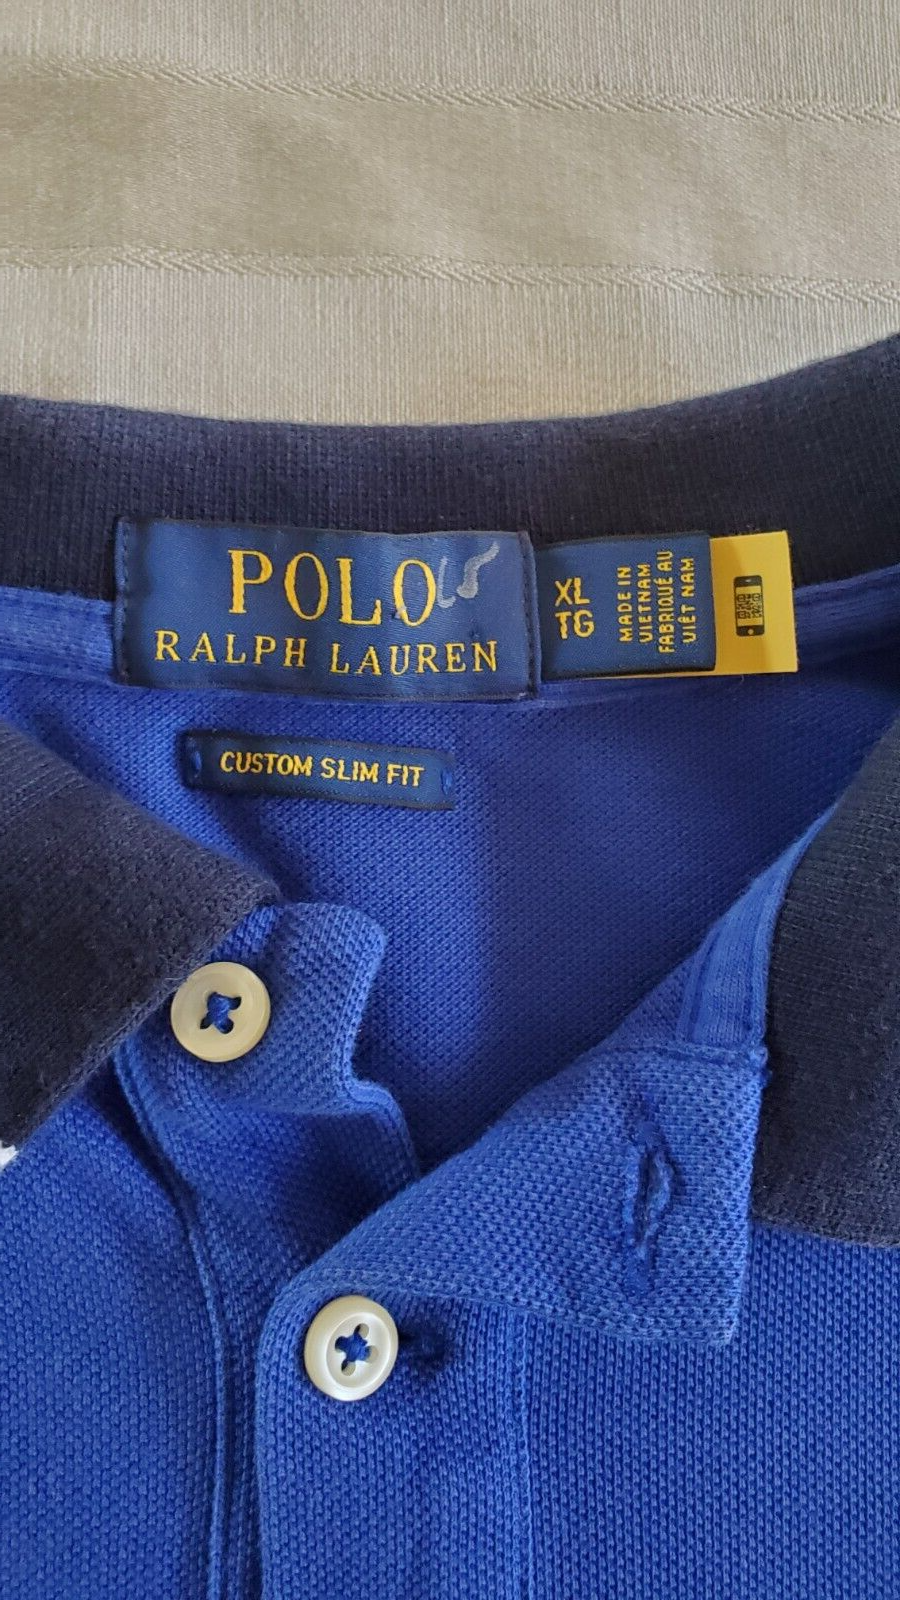 POLO
RALPH LAUREN
XL
TG
MADE IN
VIETNAM
FABRIQUÉ AU
VIÊT NAM
CUSTOM SLIM FIT